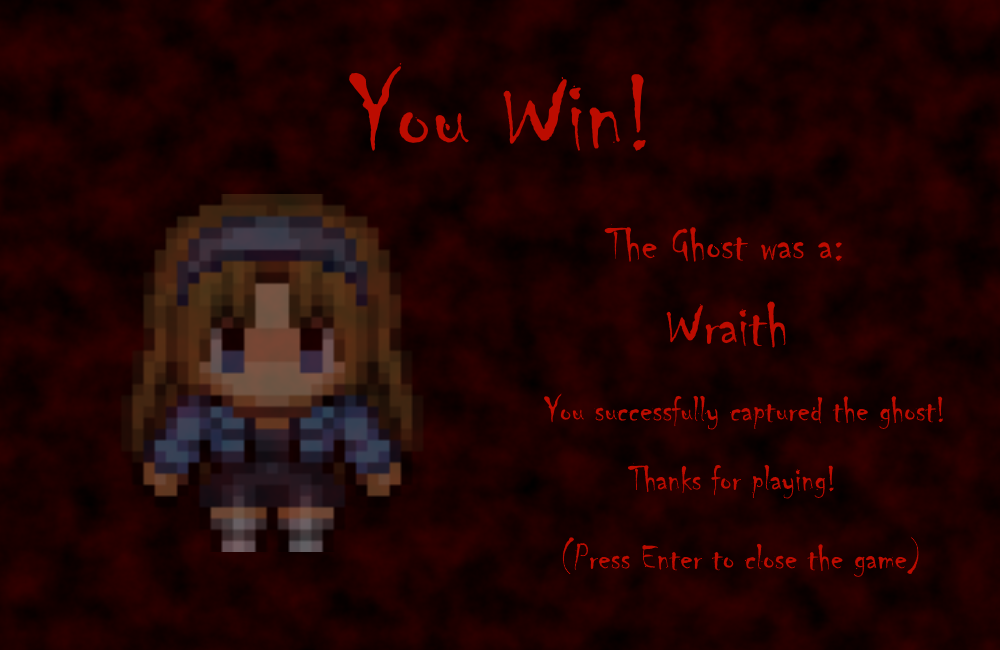 You Win!
The Ghost was a:
Wraith
You successfully captured the ghost!
Thanks for playing!
(Press Enter to close the game)